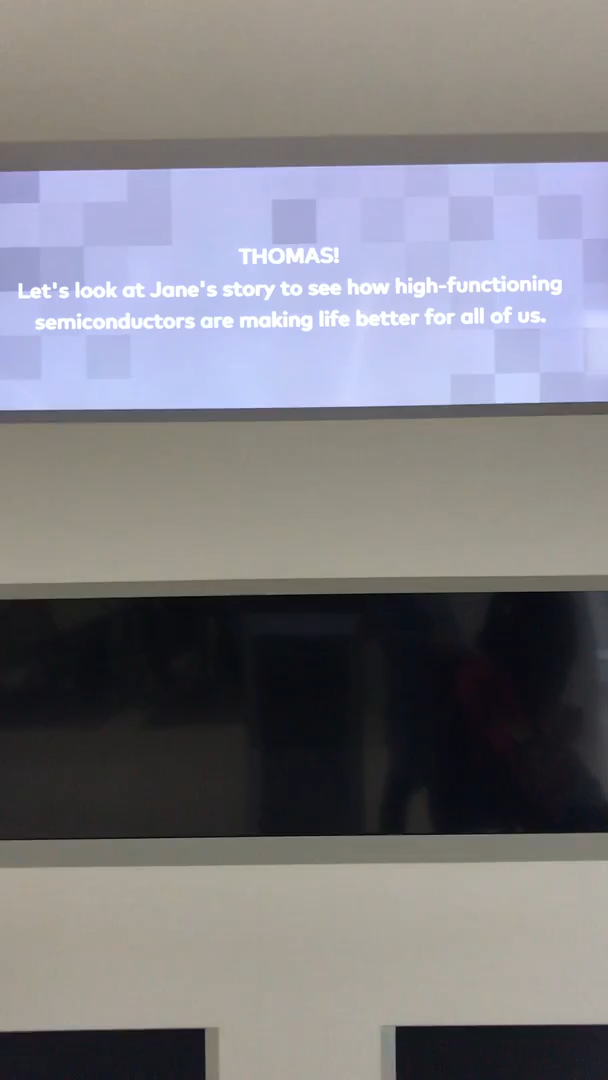 THOMAS!
Let's look at Jane's story to see how high-functioning
semiconductors are making life better for all of us.